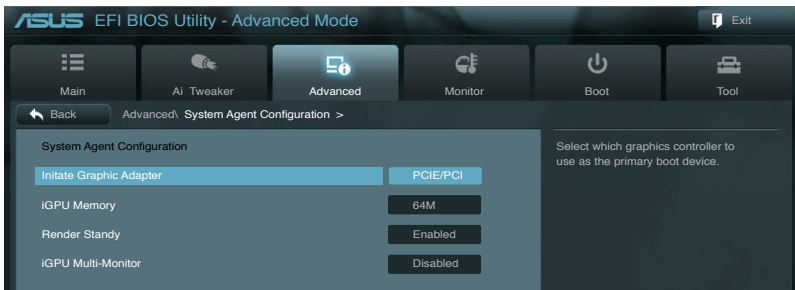 ASUS EFI BIOS Utility - Advanced Mode Exit
Main Ai Tweaker Advanced Monitor Boot Tool
Back Advanced\ System Agent Configuration >
System Agent Configuration
Initate Graphic Adapter PCIE/PCI
iGPU Memory 64M
Render Standy Enabled
iGPU Multi-Monitor Disabled
Select which graphics controller to
use as the primary boot device.